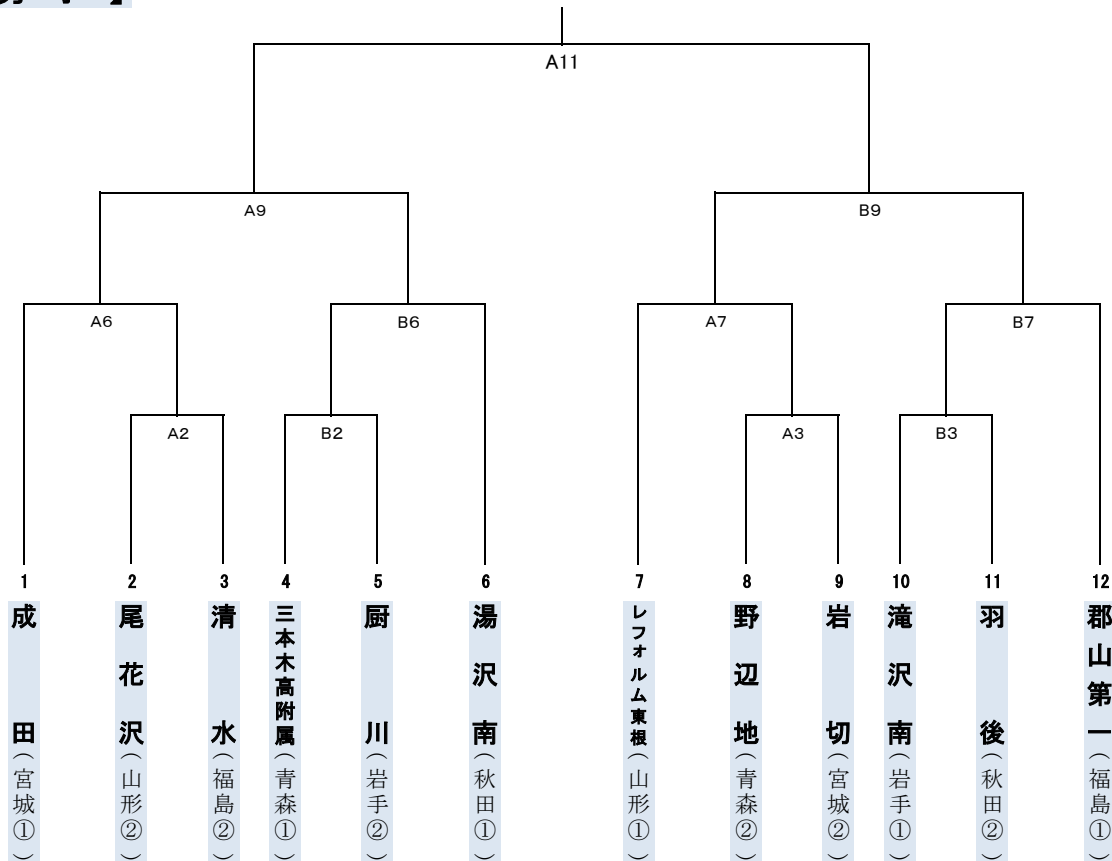 】
A11
A9
B9
A6
B6
A7
B7
A2
B2
A3
B3
1
2
3
4
5
6
7
8
9
10
11
12
成田(宮城①)
尾花沢(山形②)
清水(福島②)
三本木高附属(青森①)
厨川(岩手②)
湯沢南(秋田①)
レフォルム東根(山形①)
野辺地(青森②)
岩切(宮城②)
滝沢南(岩手①)
羽後(秋田②)
郡山第一(福島①)